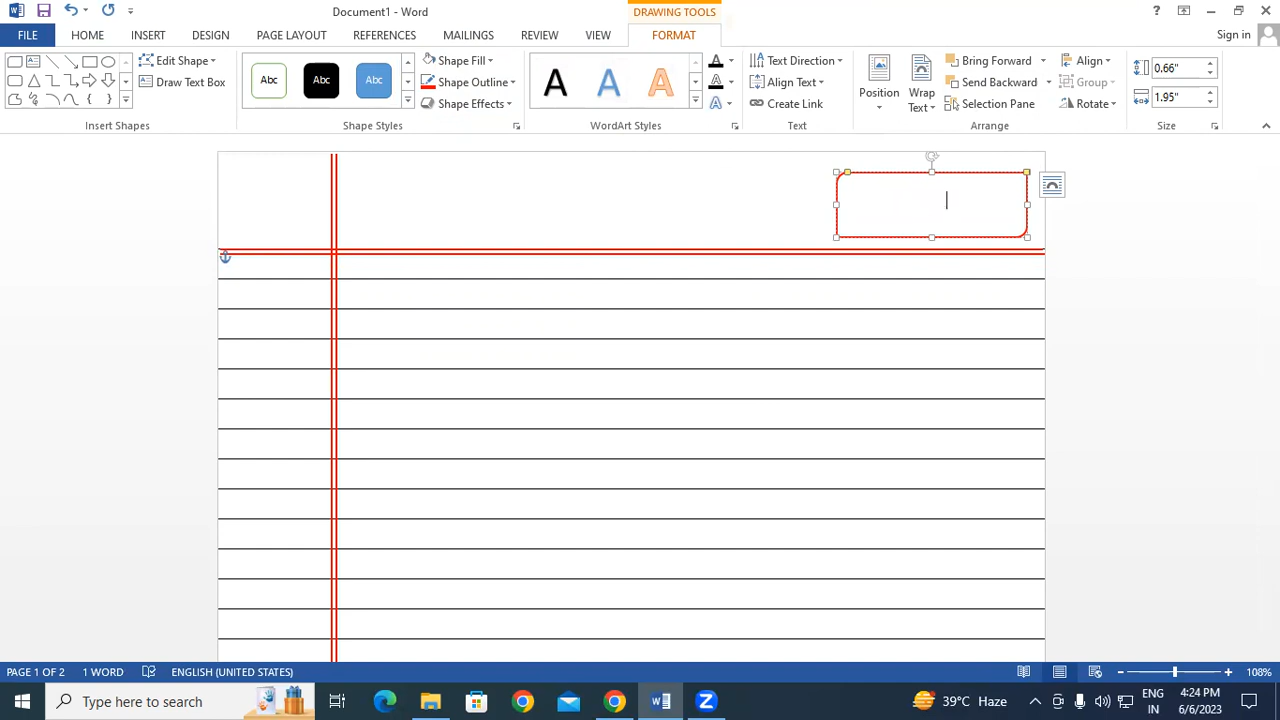 Document1 - Word
DRAWING TOOLS
?
FILE
HOME
INSERT
DESIGN
PAGE LAYOUT
REFERENCES
MAILINGS
REVIEW
VIEW
FORMAT
Sign in
Edit Shape
Draw Text Box
Insert Shapes
Abc
Abc
Abc
Shape Fill
Shape Outline
Shape Effects
Shape Styles
A
A
A
A
A
A
WordArt Styles
Text Direction
Align Text
Create Link
Text
Position
Wrap
Text
Bring Forward
Send Backward
Selection Pane
Align
Group
Rotate
Arrange
0.66"
1.95"
Size
PAGE 1 OF 2
1 WORD
ENGLISH (UNITED STATES)
108%
Type here to search
39°C
Haze
ENG
IN
4:24 PM
6/6/2023